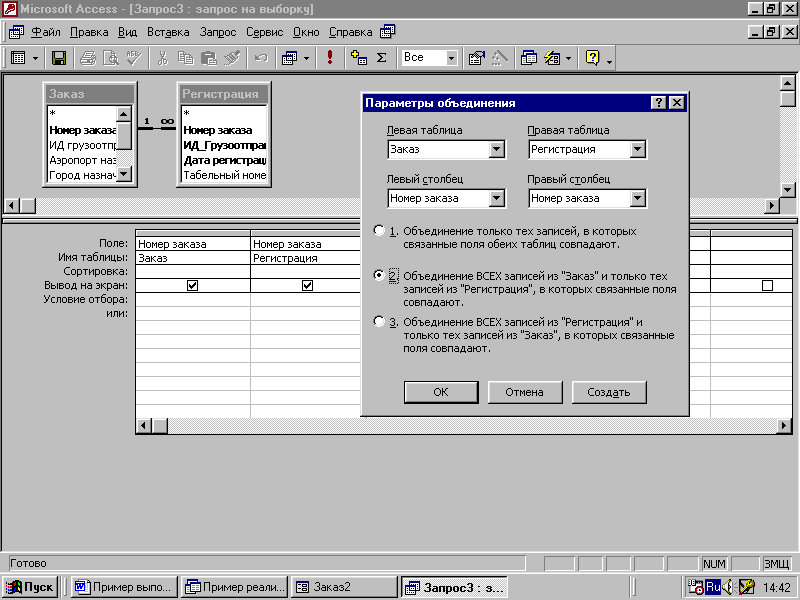 Microsoft Access - [Запрос3 : запрос на выборку]
Файл Правка Вид Вставка Запрос Сервис Окно Справка
Все
Заказ
*
Номер заказа
ИД грузоотпр
Аэропорт наз
Город назнач
1 ∞
Регистрация
*
Номер заказа
ИД_Грузоотпра
Дата регистрац
Табельный номе
Параметры объединения
Левая таблица Правая таблица
Заказ Регистрация
Левый столбец Правый столбец
Номер заказа Номер заказа
1. Объединение только тех записей, в которых
связанные поля обеих таблиц совпадают.
2. Объединение ВСЕХ записей из "Заказ" и только тех
записей из "Регистрация", в которых связанные поля
совпадают.
3. Объединение ВСЕХ записей из "Регистрация" и
только тех записей из "Заказ", в которых связанные
поля совпадают.
ОК Отмена Создать
Поле: Номер заказа Номер заказа
Имя таблицы: Заказ Регистрация
Сортировка:
Вывод на экран:
Условие отбора:
или:
Готово NUM ЗМЩ
Пуск Пример выпо... Пример реали... Заказ2 Запрос3 : з... Ru 14:42